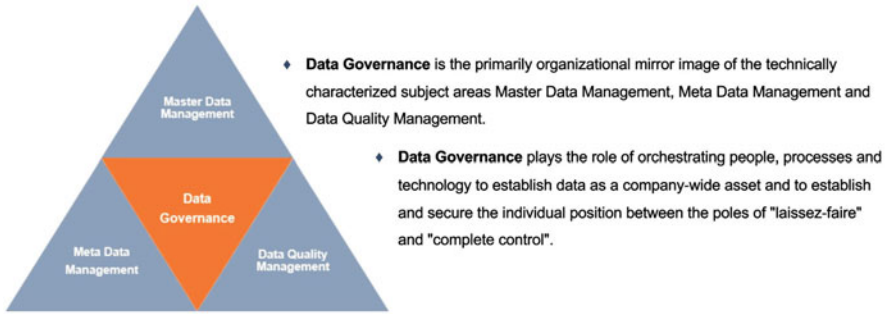 Master Data
Management
Data
Governance
Meta Data
Management
Data Quality
Management
♦ Data Governance is the primarily organizational mirror image of the technically
characterized subject areas Master Data Management, Meta Data Management and
Data Quality Management.
♦ Data Governance plays the role of orchestrating people, processes and
technology to establish data as a company-wide asset and to establish
and secure the individual position between the poles of "laissez-faire"
and "complete control".